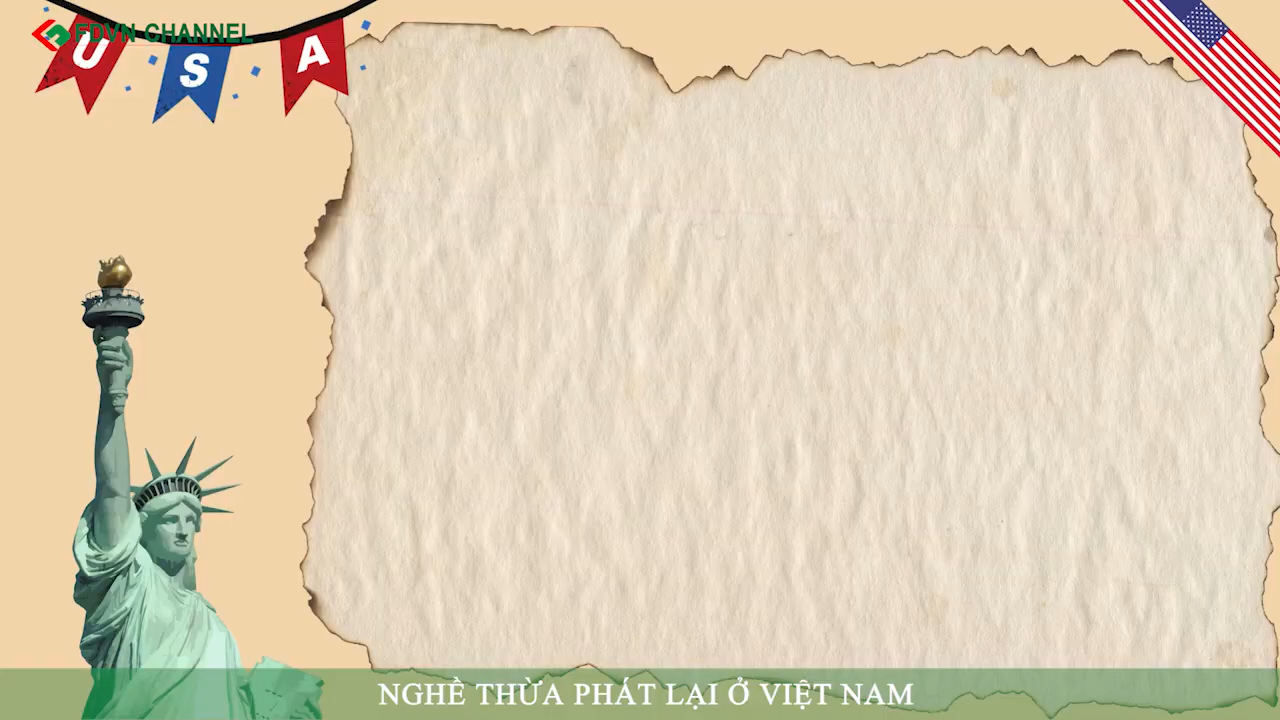 FDVN CHANNEL
U S A
NGHỀ THỪA PHÁT LẠI Ở VIỆT NAM